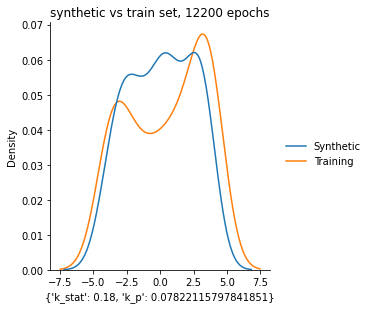 synthetic vs train set, 12200 epochs
0.07
0.06
0.05
0.04
0.03
0.02
0.01
0.00
Density
−7.5 −5.0 −2.5 0.0 2.5 5.0 7.5
{'k_stat': 0.18, 'k_p': 0.07822115797841851}
Synthetic
Training